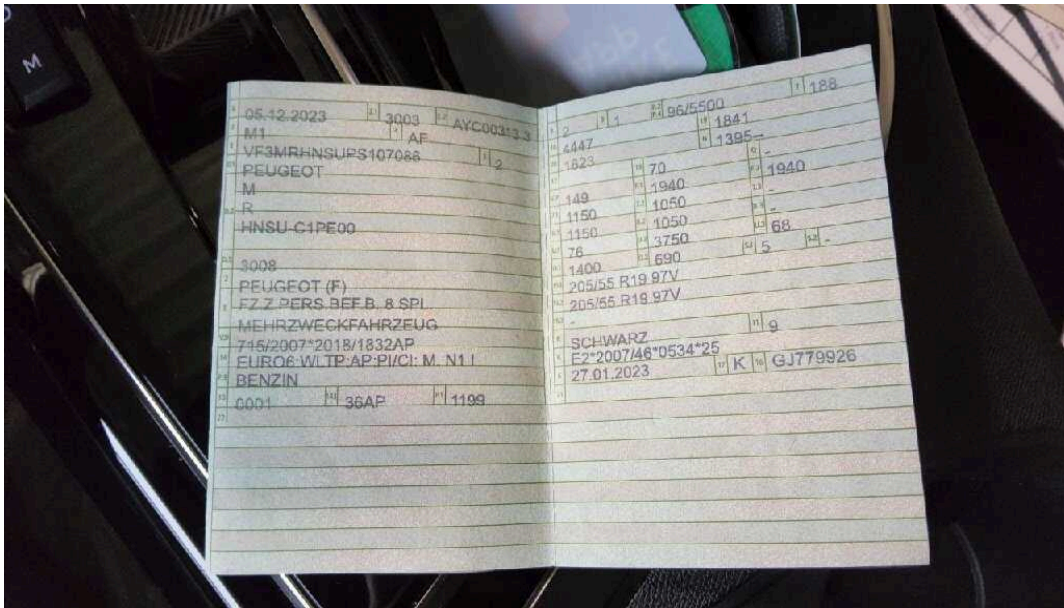 M
05.12.2023 3003 AYC00313 3
M1 AF
VF3MRHNSUPS107086 2
PEUGEOT
M
R
HNSU-C1PE00
3008
PEUGEOT (F)
FZ.Z.PERS.BEF.B. 8 SPL.
MEHRZWECKFAHRZEUG
715/2007*2018/1832AP
EURO6;WLTP;AP;PI/CI; M, N1 I
BENZIN
0001 36AP 1199
2 1 96/5500 188
4447 1841
1623 1395-
149 70 -
1150 1940 1940
1150 1050 -
76 1050 -
1400 3750 68
205/55 R19 97V 690 5 -
205/55 R19 97V
-
SCHWARZ 9
E2*2007/46*0534*25
27.01.2023 K GJ779926